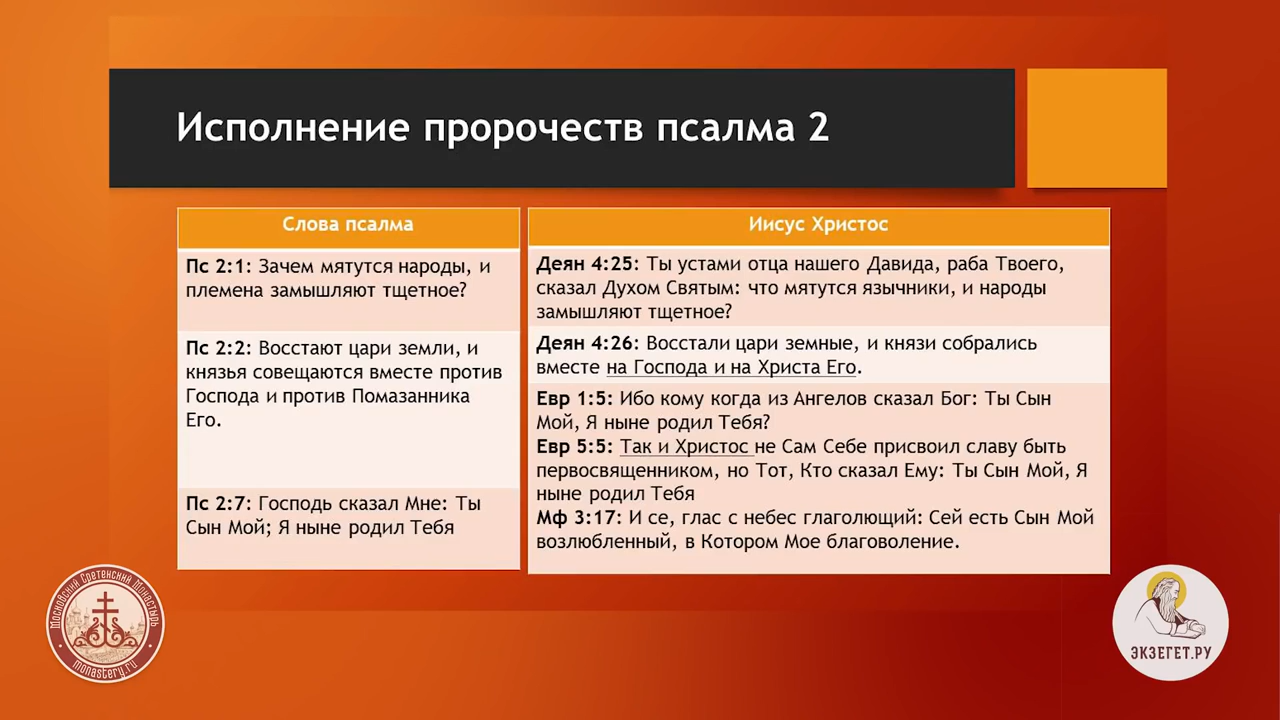 Исполнение пророчеств псалма 2
Слова псалма
Пс 2:1: Зачем мятутся народы, и
племена замышляют тщетное?
Пс 2:2: Восстают цари земли, и
князья совещаются вместе против
Господа и против Помазанника
Его.
Пс 2:7: Господь сказал Мне: Ты
Сын Мой; Я ныне родил Тебя
Иисус Христос
Деян 4:25: Ты устами отца нашего Давида, раба Твоего,
сказал Духом Святым: что мятутся язычники, и народы
замышляют тщетное?
Деян 4:26: Восстали цари земные, и князи собрались
вместе на Господа и на Христа Его.
Евр 1:5: Ибо кому когда из Ангелов сказал Бог: Ты Сын
Мой, Я ныне родил Тебя?
Евр 5:5: Так и Христос не Сам Себе присвоил славу быть
первосвященником, но Тот, Кто сказал Ему: Ты Сын Мой, Я
ныне родил Тебя
Мф 3:17: И се, глас с небес глаголющий: Сей есть Сын Мой
возлюбленный, в Котором Мое благоволение.
Московский Сретенский Монастырь
monastery.ru
ЭКЗЕГЕТ.РУ